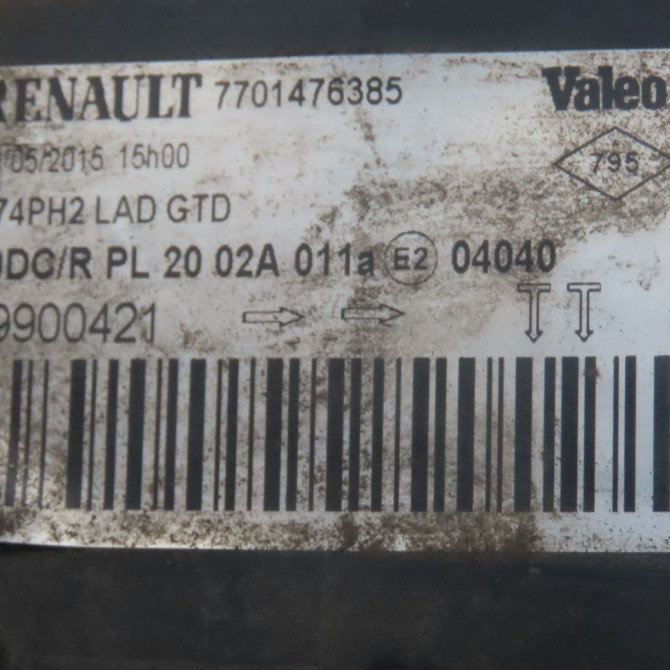 RENAULT 7701476385 Valeo
/05/2015 15h00 795
74PH2 LAD GTD
DC/R PL 20 02A 011a E2 04040
9900421